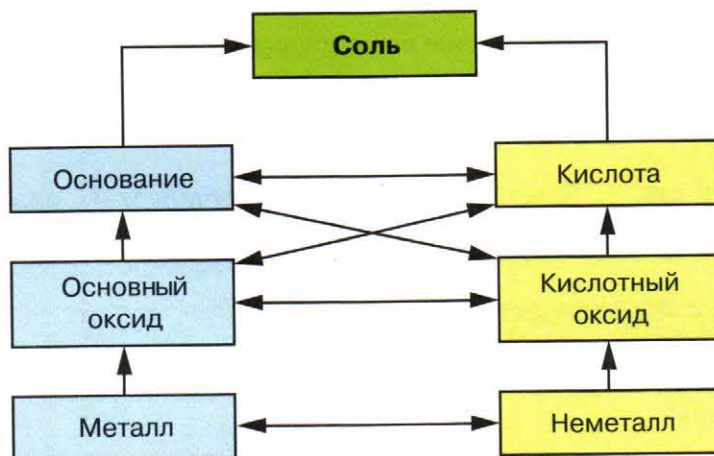 Соль
Основание
Кислота
Основный
оксид
Кислотный
оксид
Металл
Неметалл